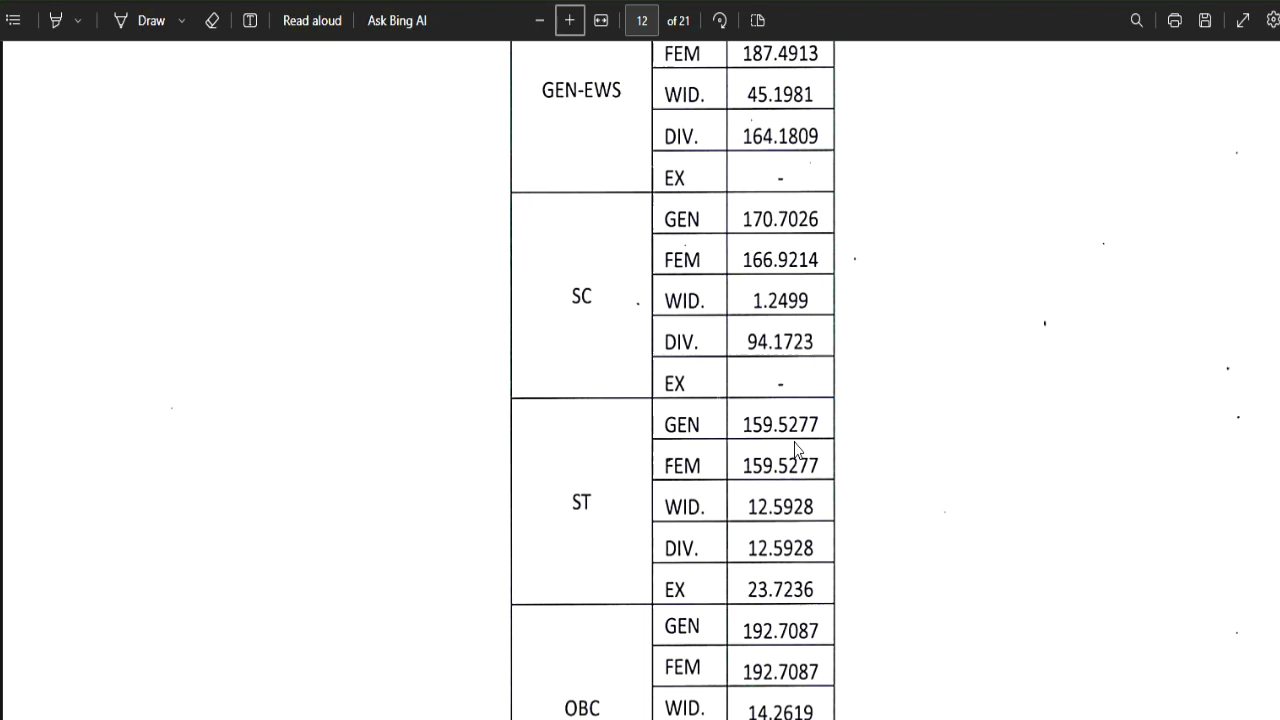 Draw Read aloud Ask Bing AI 12 of 21
GEN-EWS
FEM 187.4913
WID. 45.1981
DIV. 164.1809
EX -
SC
GEN 170.7026
FEM 166.9214
WID. 1.2499
DIV. 94.1723
EX -
ST
GEN 159.5277
FEM 159.5277
WID. 12.5928
DIV. 12.5928
EX 23.7236
OBC
GEN 192.7087
FEM 192.7087
WID. 14.2619